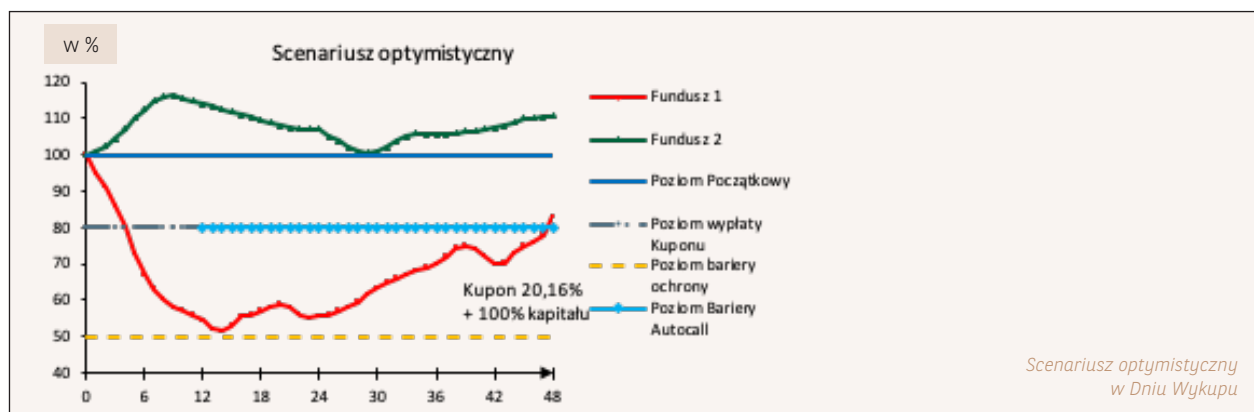 w %
Scenariusz optymistyczny
120
110
100
90
80
70
60
50
40
0 6 12 18 24 30 36 42 48
Kupon 20,16%
+ 100% kapitału
Fundusz 1
Fundusz 2
Poziom Początkowy
Poziom wypłaty
Kuponu
Poziom bariery
ochrony
Poziom Bariery
Autocall
Scenariusz optymistyczny
w Dniu Wykupu